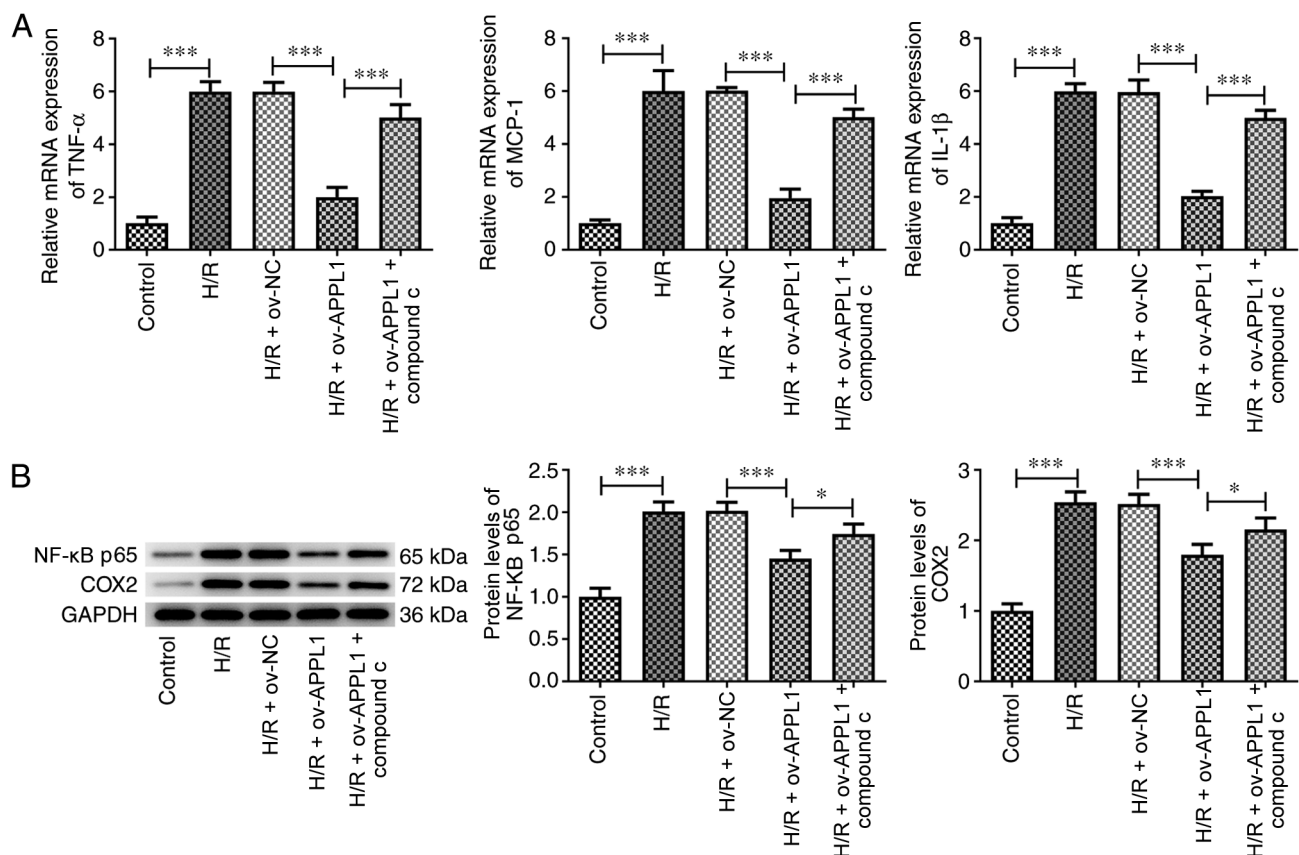 A
Relative mRNA expression
of TNF-α
8
6
4
2
0
***
***
***
Control
H/R
H/R + ov-NC
H/R + ov-APPL1
H/R + ov-APPL1 +
compound c
Relative mRNA expression
of MCP-1
8
6
4
2
0
***
***
***
Control
H/R
H/R + ov-NC
H/R + ov-APPL1
H/R + ov-APPL1 +
compound c
Relative mRNA expression
of IL-1β
8
6
4
2
0
***
***
***
Control
H/R
H/R + ov-NC
H/R + ov-APPL1
H/R + ov-APPL1 +
compound c
B
NF-κB p65 65 kDa
COX2 72 kDa
GAPDH 36 kDa
Control
H/R
H/R + ov-NC
H/R + ov-APPL1
H/R + ov-APPL1 +
compound c
Protein levels of
NF-KB p65
2.5
2.0
1.5
1.0
0.5
0.0
***
***
*
Control
H/R
H/R + ov-NC
H/R + ov-APPL1
H/R + ov-APPL1 +
compound c
Protein levels of
COX2
3
2
1
0
***
***
*
Control
H/R
H/R + ov-NC
H/R + ov-APPL1
H/R + ov-APPL1 +
compound c